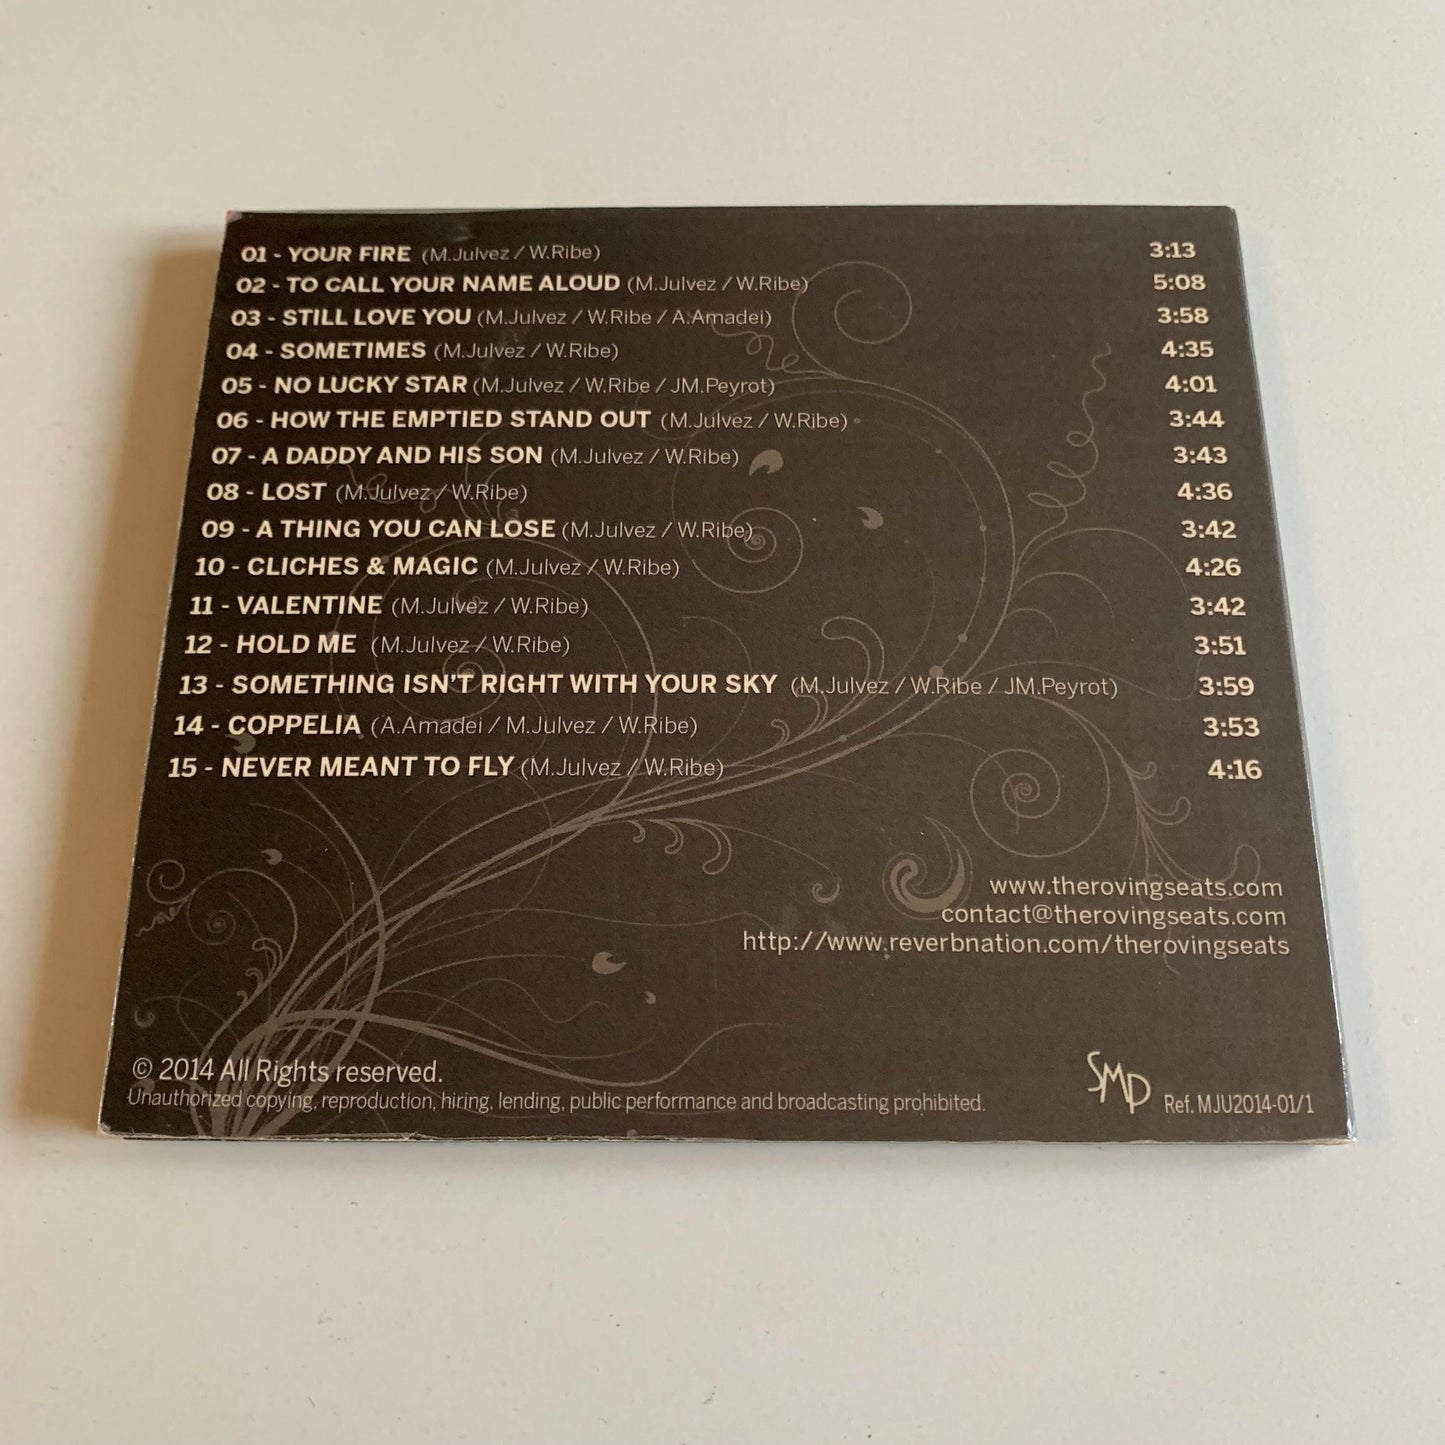 01 - YOUR FIRE (M.Julvez / W.Ribe) 3:13
02 - TO CALL YOUR NAME ALOUD (M.Julvez / W.Ribe) 5:08
03 - STILL LOVE YOU (M.Julvez / W.Ribe / A.Amadei) 3:58
04 - SOMETIMES (M.Julvez / W.Ribe) 4:35
05 - NO LUCKY STAR (M.Julvez / W.Ribe / JM.Peyrot) 4:01
06 - HOW THE EMPTIED STAND OUT (M.Julvez / W.Ribe) 3:44
07 - A DADDY AND HIS SON (M.Julvez / W.Ribe) 3:43
08 - LOST (M.Julvez / W.Ribe) 4:36
09 - A THING YOU CAN LOSE (M.Julvez / W.Ribe) 3:42
10 - CLICHES & MAGIC (M.Julvez / W.Ribe) 4:26
11 - VALENTINE (M.Julvez / W.Ribe) 3:42
12 - HOLD ME (M.Julvez / W.Ribe) 3:51
13 - SOMETHING ISN'T RIGHT WITH YOUR SKY (M.Julvez / W.Ribe / JM.Peyrot) 3:59
14 - COPPELIA (A.Amadei / M.Julvez / W.Ribe) 3:53
15 - NEVER MEANT TO FLY (M.Julvez / W.Ribe) 4:16
www.therovingseats.com
contact@therovingseats.com
http://www.reverbnation.com/therovingseats
© 2014 All Rights reserved.
Unauthorized copying, reproduction, hiring, lending, public performance and broadcasting prohibited.
SMP
Ref. MJU2014-01/1